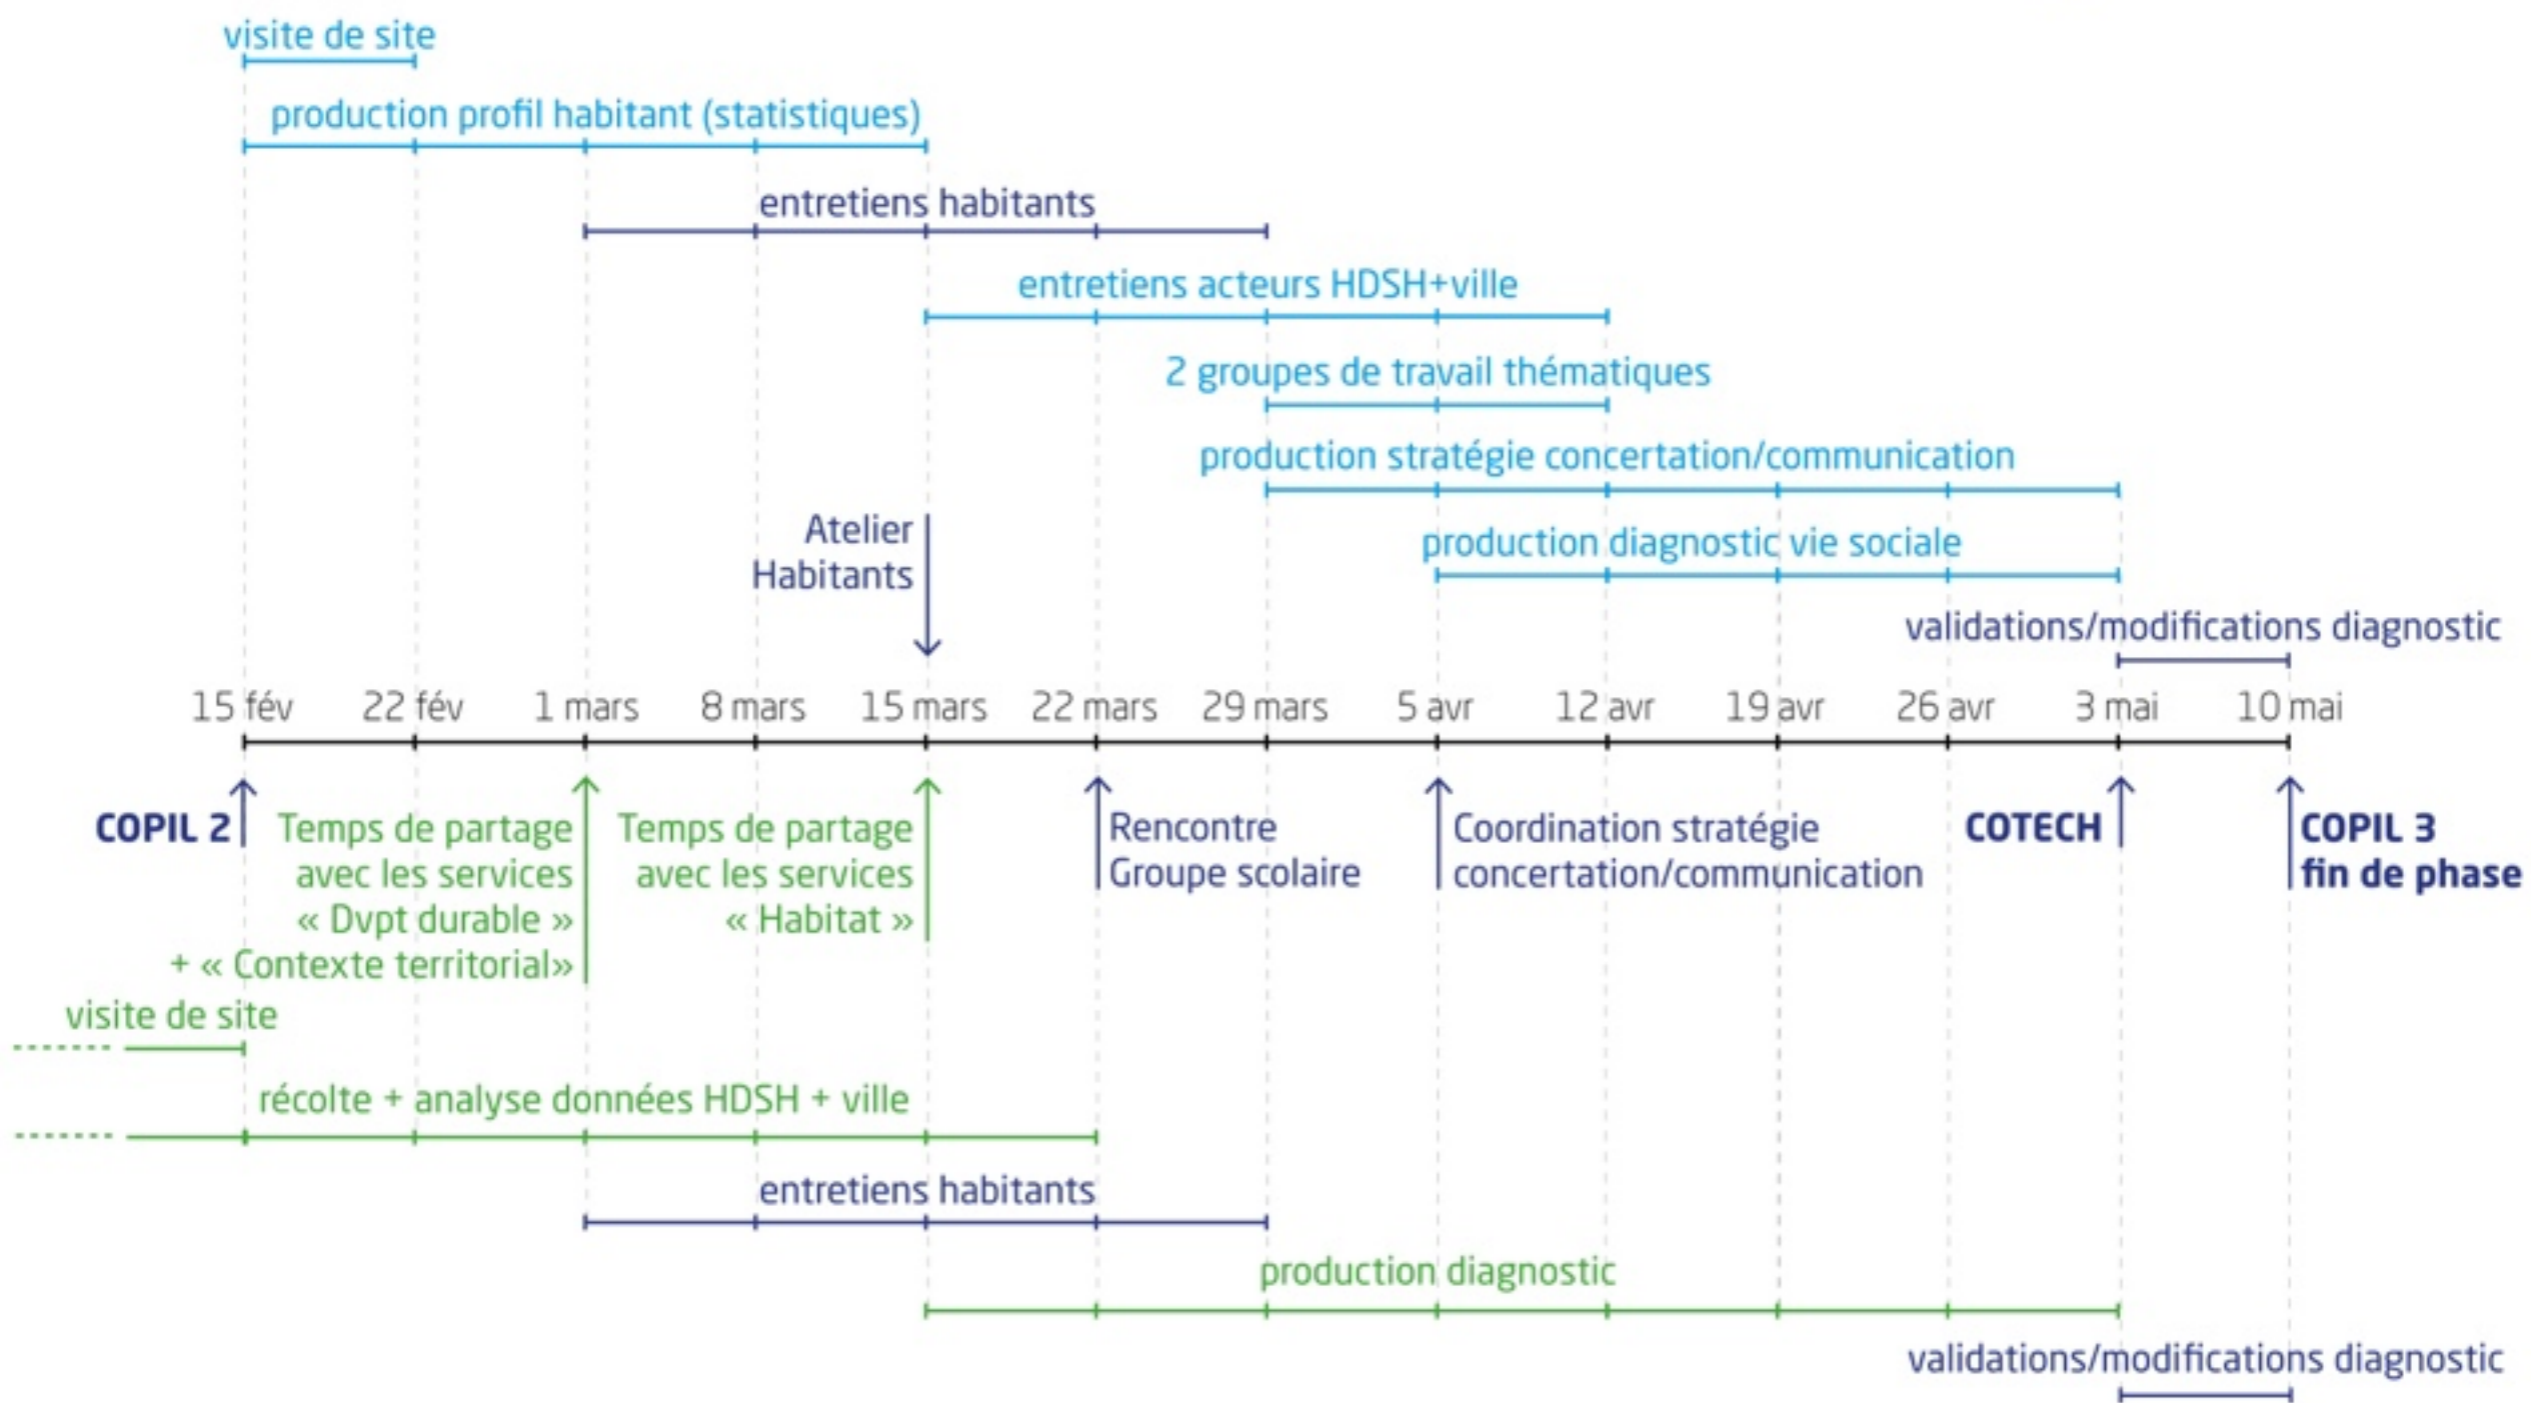 visite de site
production profil habitant (statistiques)
entretiens habitants
entretiens acteurs HDSH+ville
2 groupes de travail thématiques
production stratégie concertation/communication
Atelier
Habitants
production diagnostic vie sociale
validations/modifications diagnostic
15 fév 22 fév 1 mars 8 mars 15 mars 22 mars 29 mars 5 avr 12 avr 19 avr 26 avr 3 mai 10 mai
COPIL 2
Temps de partage
avec les services
« Dvpt durable »
+ « Contexte territorial»
Temps de partage
avec les services
« Habitat »
Rencontre
Groupe scolaire
Coordination stratégie
concertation/communication
COTECH
COPIL 3
fin de phase
visite de site
récolte + analyse données HDSH + ville
entretiens habitants
production diagnostic
validations/modifications diagnostic